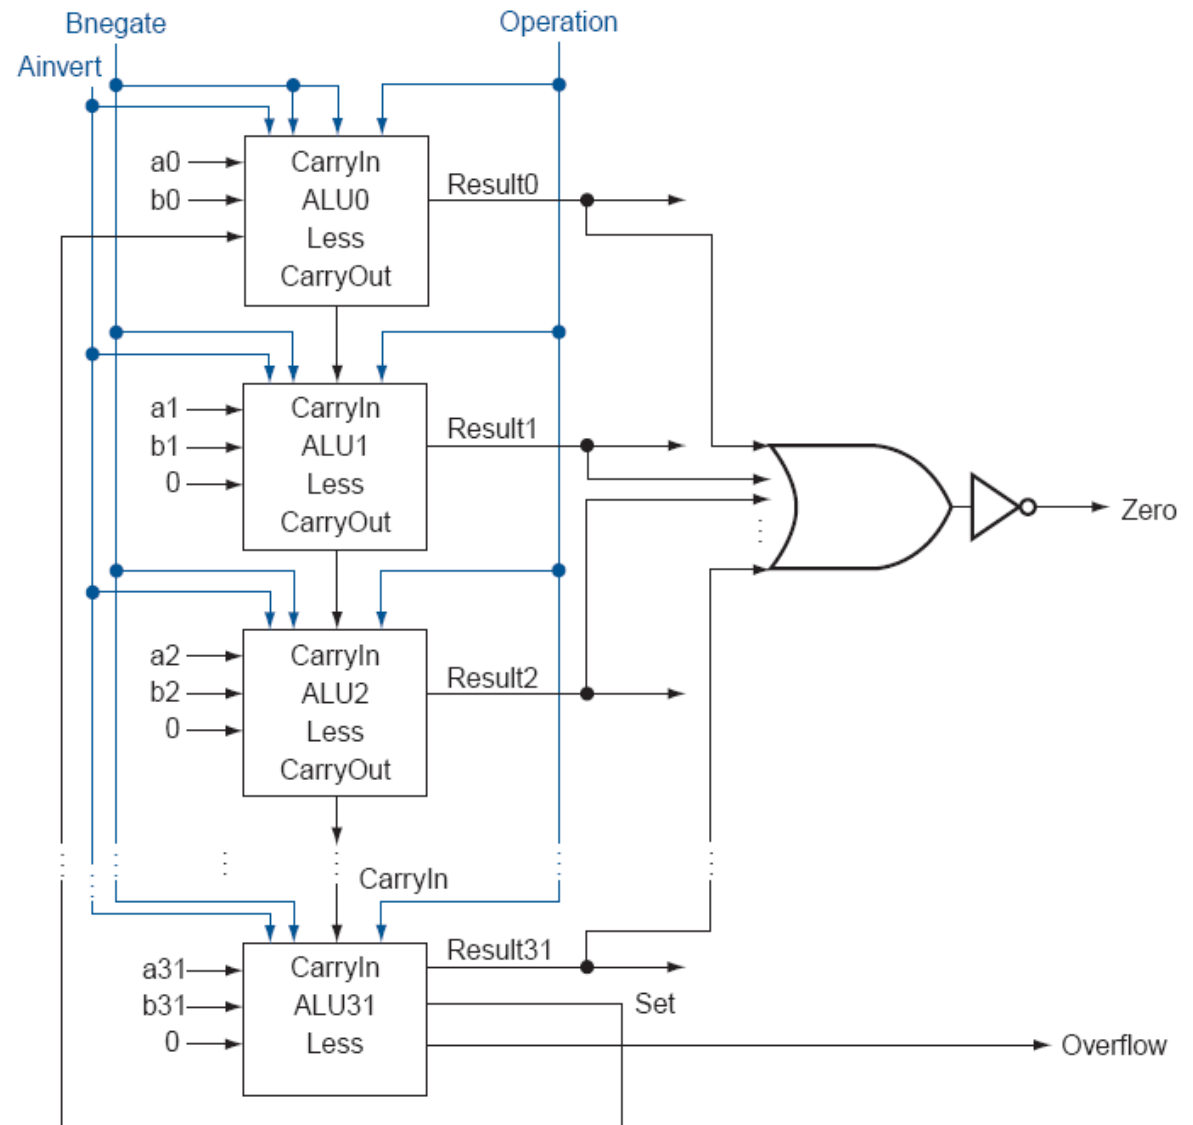 Bnegate
Operation
Ainvert
a0
CarryIn
Result0
b0
ALU0
Less
CarryOut
a1
CarryIn
Result1
b1
ALU1
0
Less
CarryOut
Zero
a2
CarryIn
Result2
b2
ALU2
0
Less
CarryOut
CarryIn
Result31
a31
CarryIn
b31
ALU31
Set
0
Less
Overflow